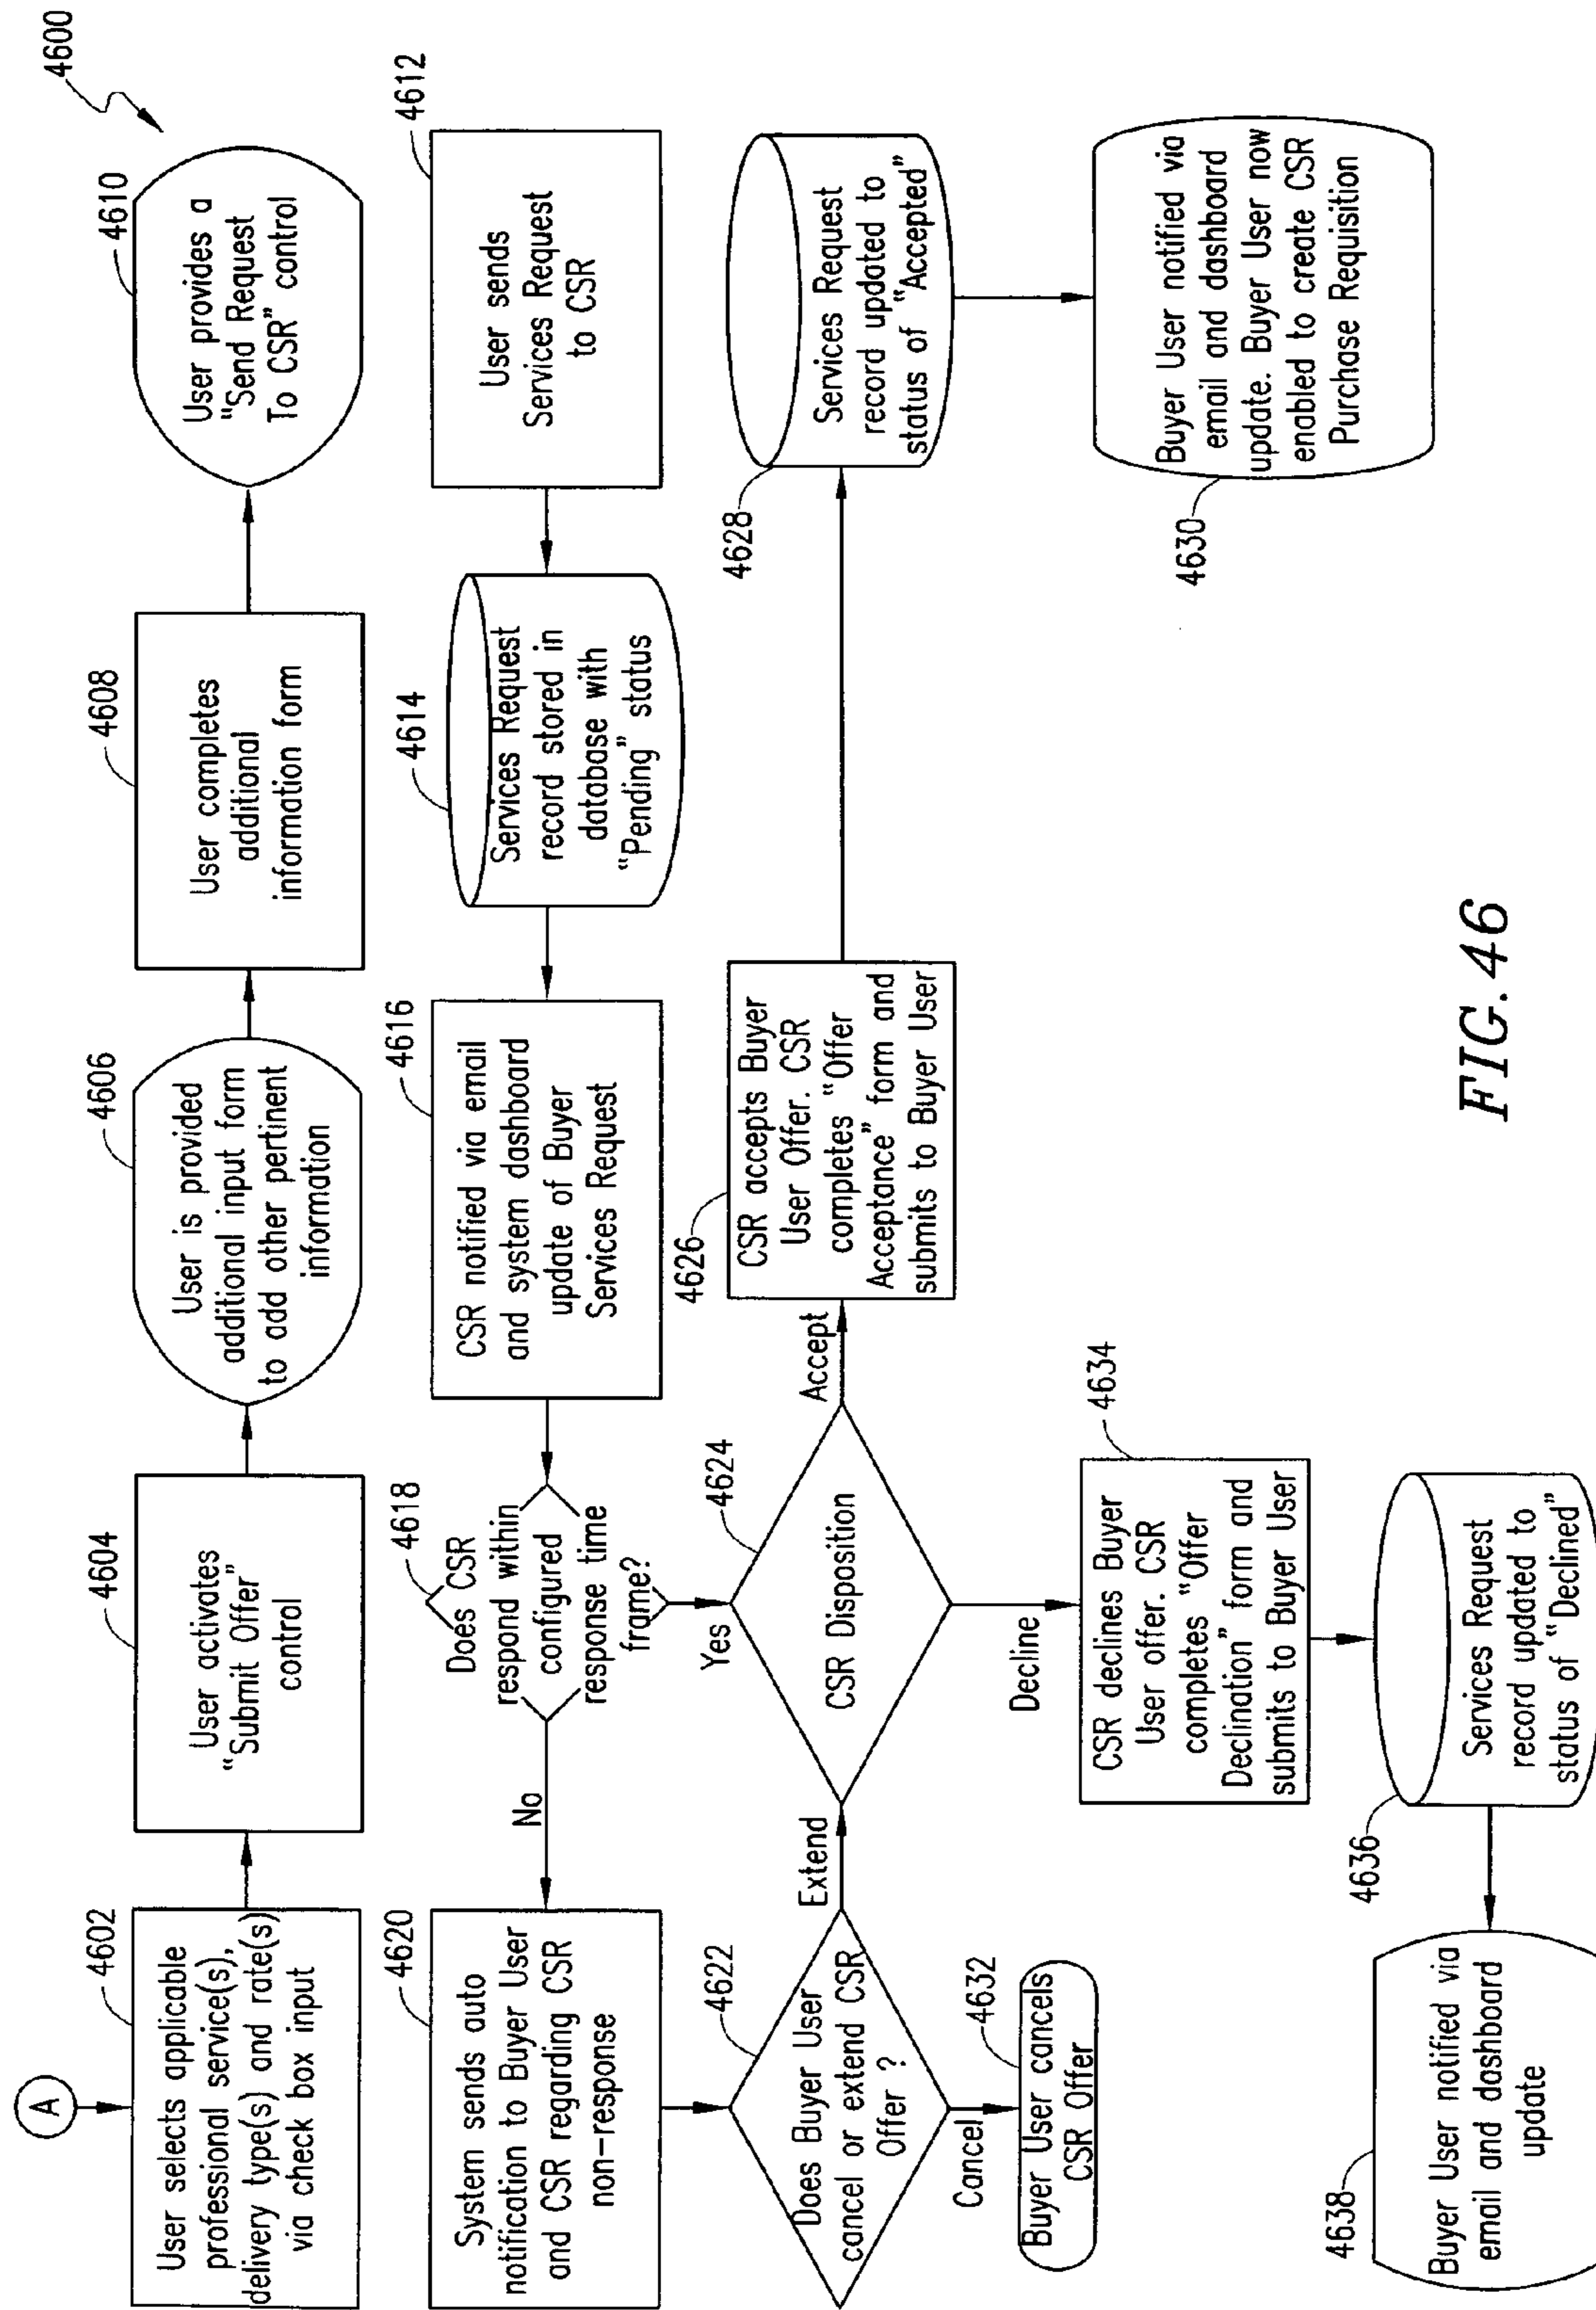 4600
A
4602
User selects applicable
professional service(s),
delivery type(s) and rate(s)
via check box input
4604
User activates
"Submit Offer"
control
4606
User is provided
additional input form
to add other pertinent
information
4608
User completes
additional
information form
4610
User provides a
"Send Request
To CSR" control
4612
User sends
Services Request
to CSR
4614
Services Request
record stored in
database with
"Pending" status
4616
CSR notified via email
and system dashboard
update of Buyer
Services Request
4618
Does CSR
respond within
configured
response time
frame?
No
Yes
4620
System sends auto
notification to Buyer User
and CSR regarding CSR
non-response
4622
Does Buyer User
cancel or extend CSR
Offer ?
Extend
Cancel
4632
Buyer User cancels
CSR Offer
4624
CSR Disposition
Accept
Decline
4626
CSR accepts Buyer
User Offer. CSR
completes "Offer
Acceptance" form and
submits to Buyer User
4628
Services Request
record updated to
status of "Accepted"
4630
Buyer User notified via
email and dashboard
update. Buyer User now
enabled to create CSR
Purchase Requisition
4634
CSR declines Buyer
User offer. CSR
completes "Offer
Declination" form and
submits to Buyer User
4636
Services Request
record updated to
status of "Declined"
4638
Buyer User notified via
email and dashboard
update
FIG. 46